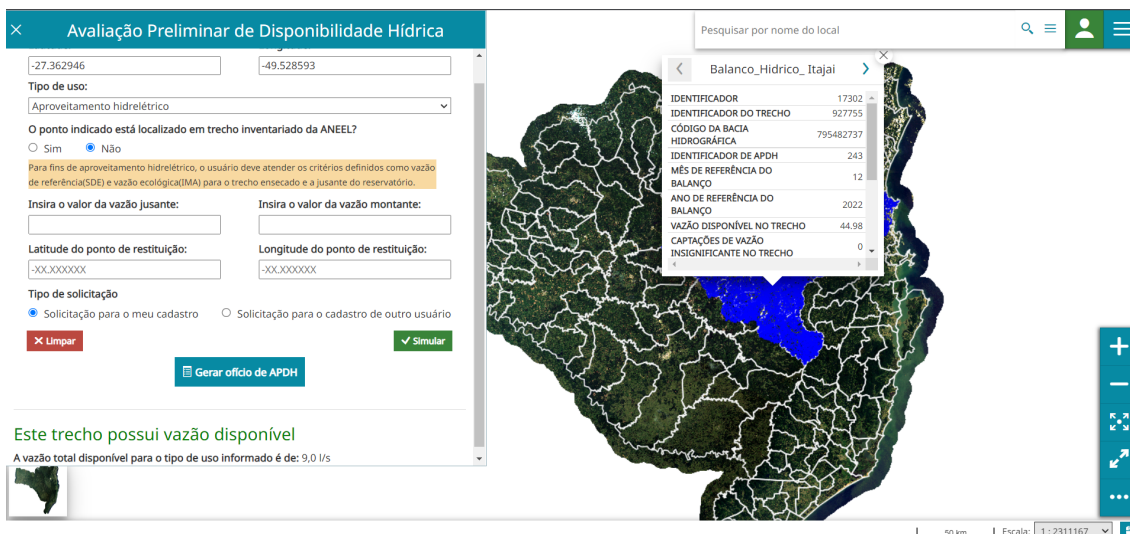 Avaliação Preliminar de Disponibilidade Hídrica
-27.362946
-49.528593
Tipo de uso:
Aproveitamento hidrelétrico
O ponto indicado está localizado em trecho inventariado da ANEEL?
Sim
Não
Para fins de aproveitamento hidrelétrico, o usuário deve atender os critérios definidos como vazão
de referência(SDE) e vazão ecológica(IMA) para o trecho ensecado e a jusante do reservatório.
Insira o valor da vazão jusante:
Insira o valor da vazão montante:
Latitude do ponto de restituição:
Longitude do ponto de restituição:
-XX.XXXXXX
-XX.XXXXXX
Tipo de solicitação
Solicitação para o meu cadastro
Solicitação para o cadastro de outro usuário
Limpar
Simular
Gerar ofício de APDH
Este trecho possui vazão disponível
A vazão total disponível para o tipo de uso informado é de: 9,0 l/s
Pesquisar por nome do local
Balanco_Hidrico_ Itajai
IDENTIFICADOR 17302
IDENTIFICADOR DO TRECHO 927755
CÓDIGO DA BACIA
HIDROGRÁFICA 795482737
IDENTIFICADOR DE APDH 243
MÊS DE REFERÊNCIA DO
BALANÇO 12
ANO DE REFERÊNCIA DO
BALANÇO 2022
VAZÃO DISPONÍVEL NO TRECHO 44.98
CAPTAÇÕES DE VAZÃO
INSIGNIFICANTE NO TRECHO 0
50 km
Escala: 1 : 2311167